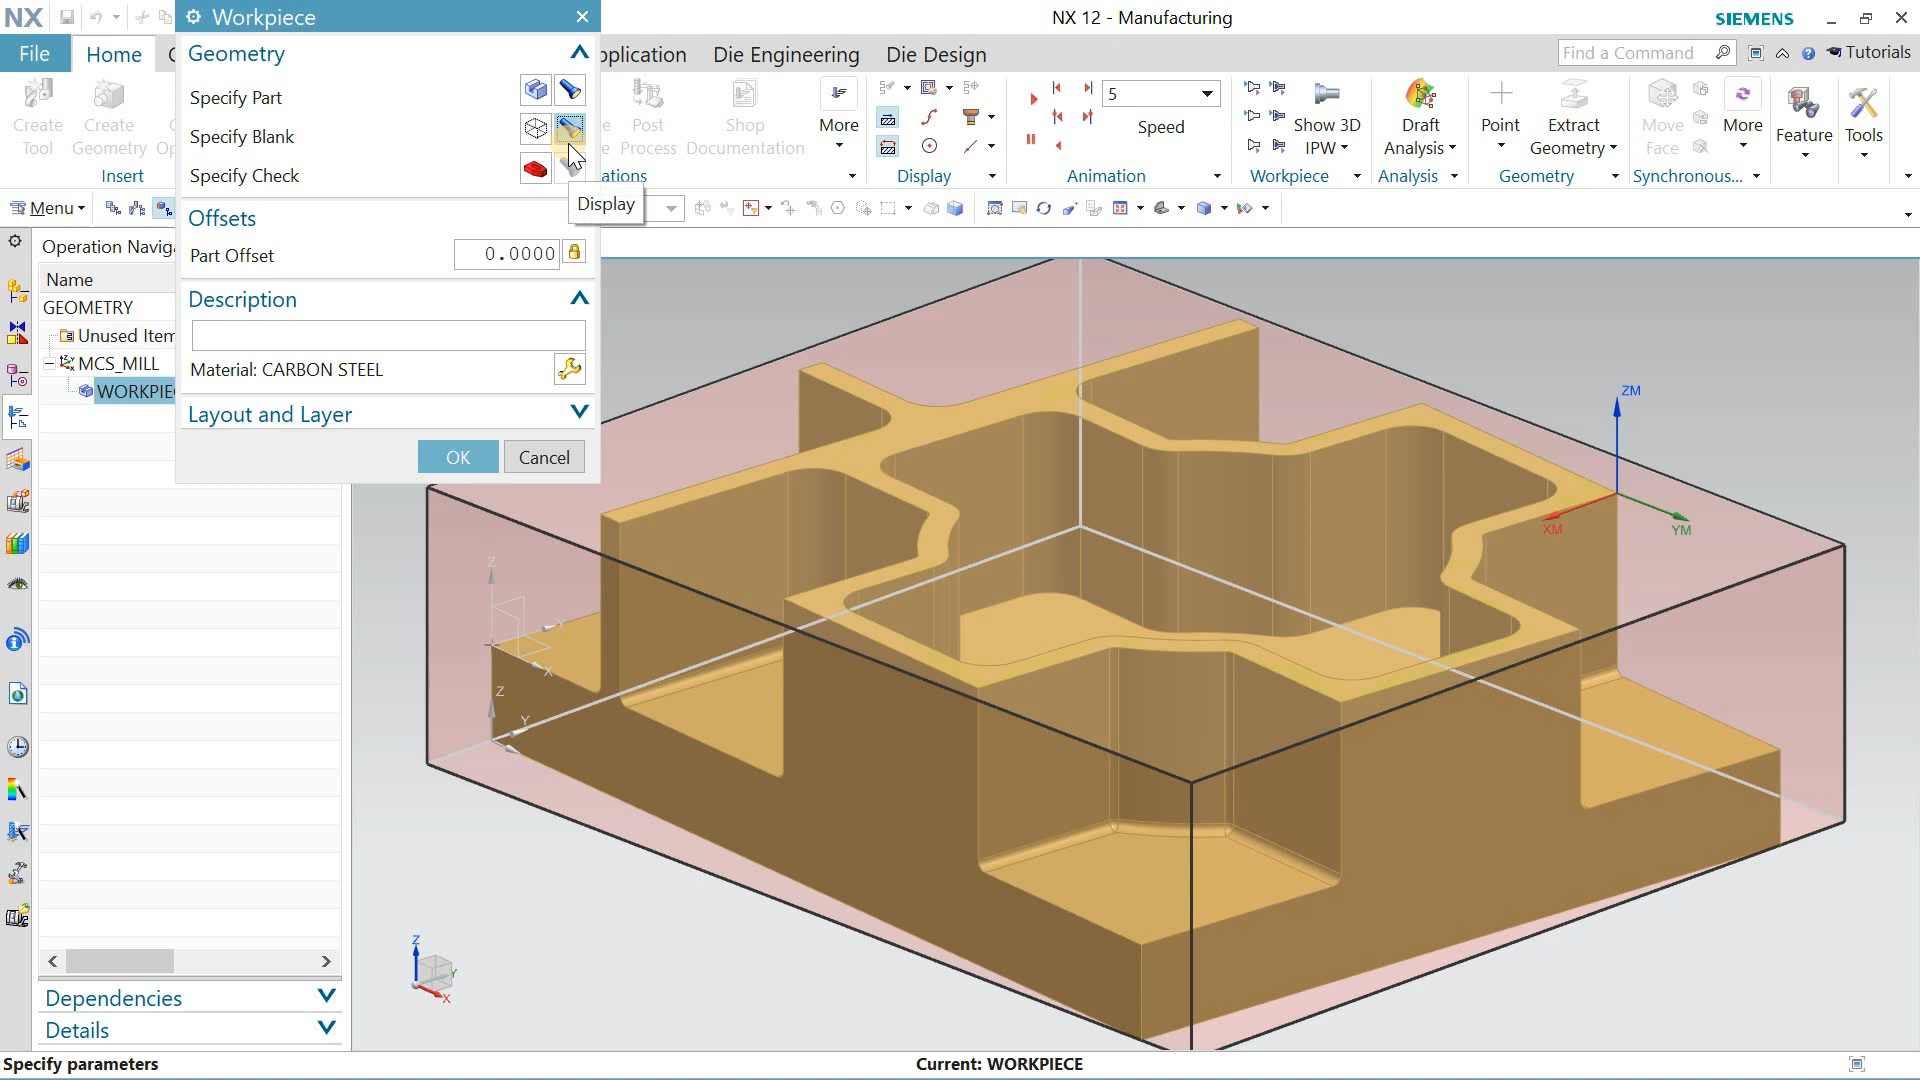 NX
Workpiece
NX 12 - Manufacturing
SIEMENS
File
Home
pplication
Die Engineering
Die Design
Find a Command
Tutorials
Geometry
Specify Part
Specify Blank
Specify Check
Display
Offsets
Part Offset
0.0000
Description
Material: CARBON STEEL
Layout and Layer
OK
Cancel
Create
Tool
Create
Geometry
Insert
Post
Process
Shop
Documentation
More
ations
Display
5
Speed
Animation
Show 3D
IPW
Workpiece
Draft
Analysis
Analysis
Point
Extract
Geometry
Geometry
Move
Face
More
Synchronous...
Feature
Tools
Menu
Operation Naviga
Name
GEOMETRY
Unused Item
MCS_MILL
WORKPIE
Dependencies
Details
ZM
XM
YM
Z
Y
X
Z
Y
Z
Y
X
Specify parameters
Current: WORKPIECE